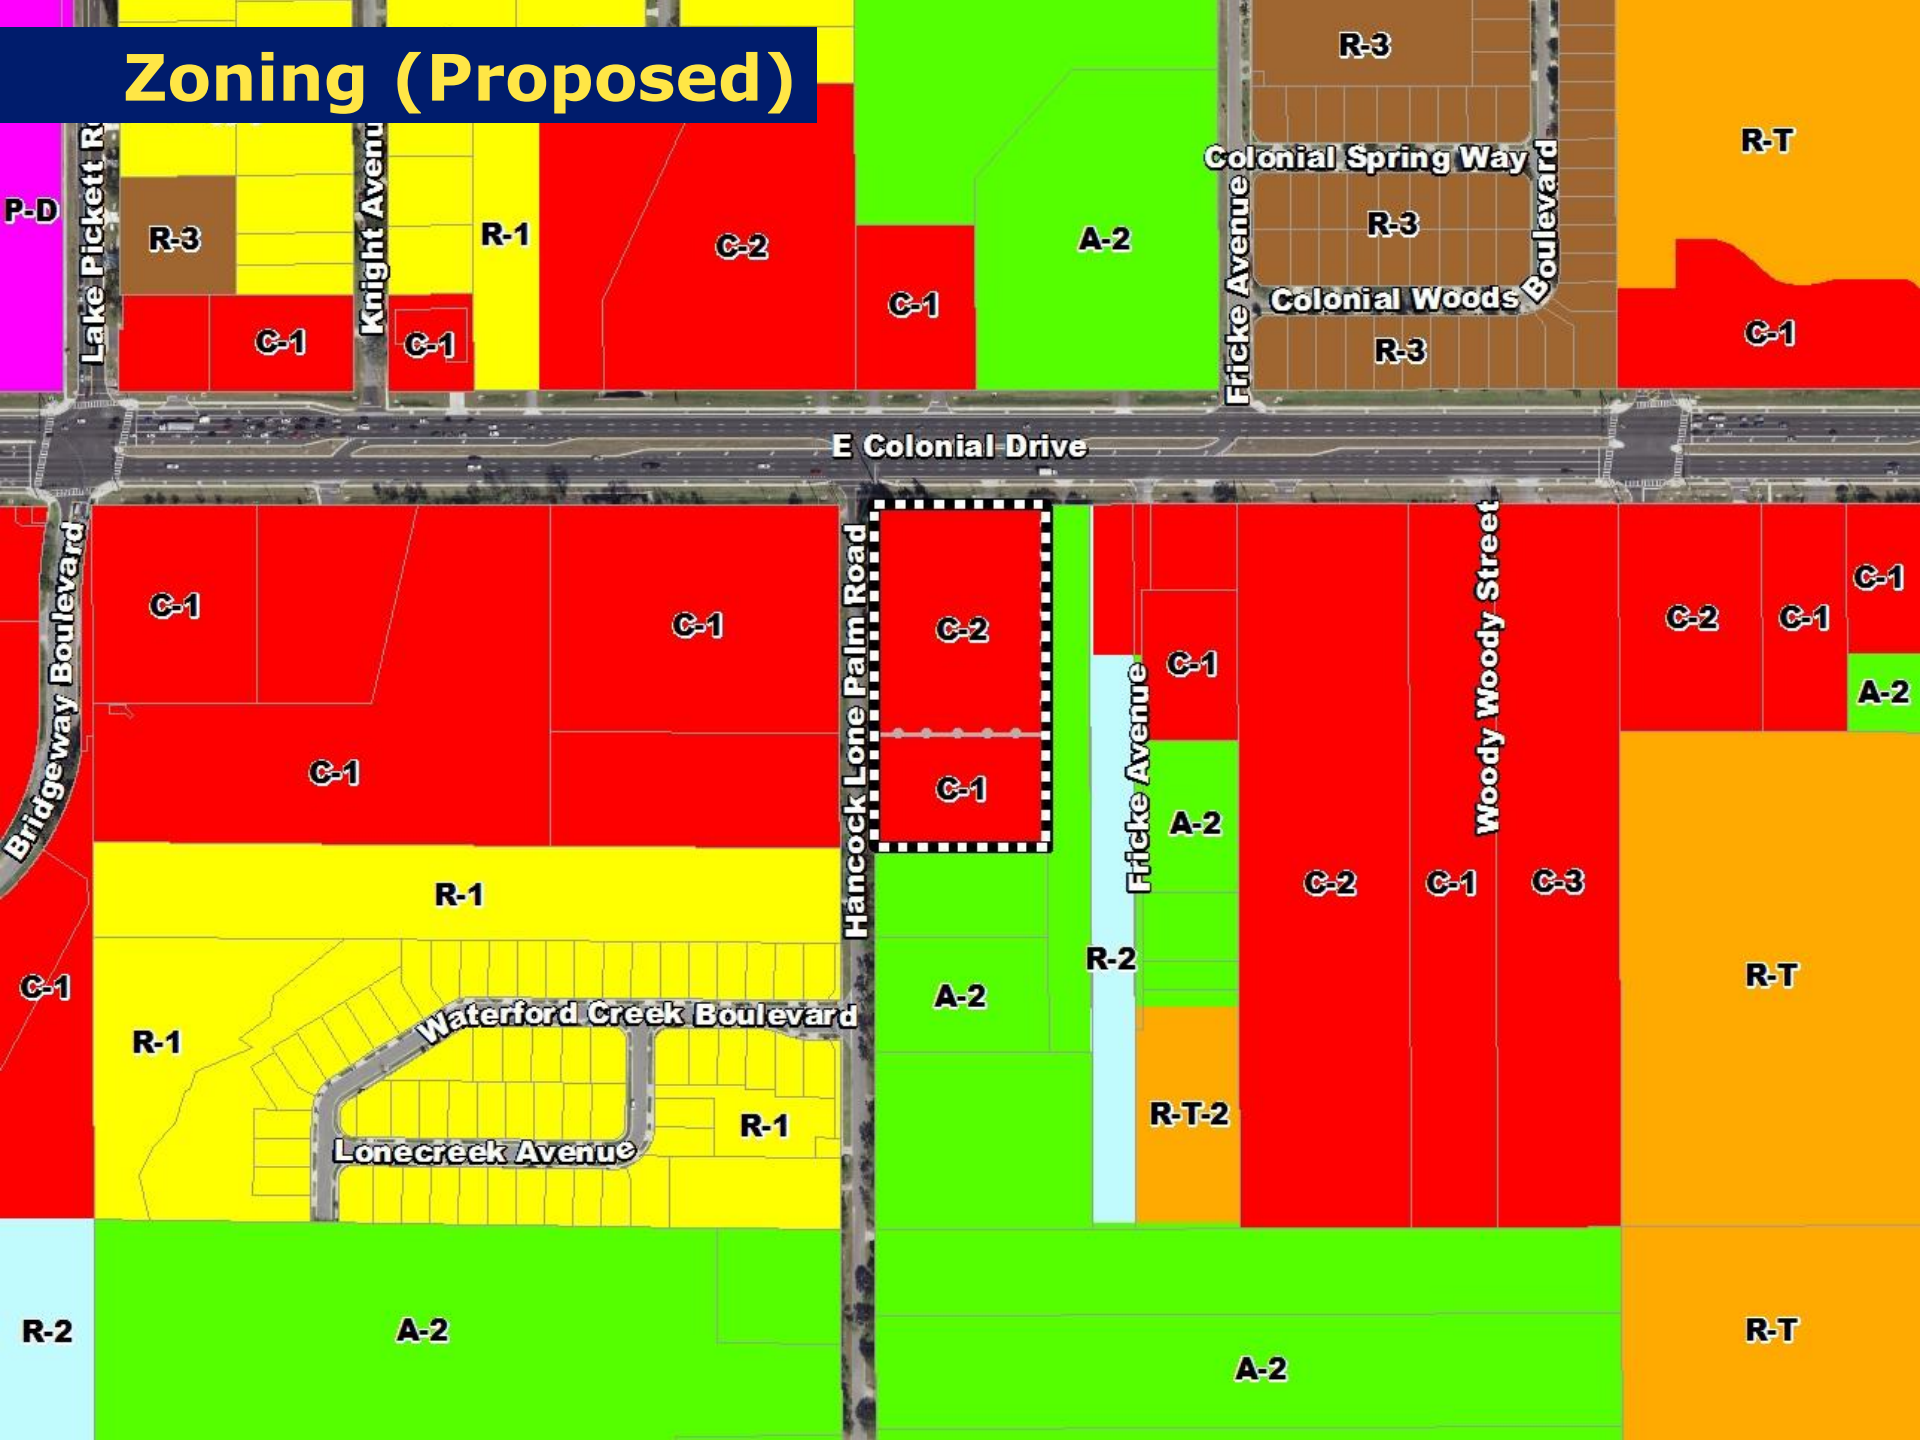 Zoning (Proposed)
R-3
R-T
Colonial Spring Way
P-D
R-3
R-1
C-2
A-2
R-3
Boulevard
Lake Pickett
Knight
Fricke Avenue
C-1
Colonial Woods
C-1
C-1
R-3
C-1
E Colonial Drive
Bridgeway Boulevard
C-1
C-1
Hancock Lone Palm Road
C-2
C-1
Fricke Avenue
C-1
Woody Woody Street
C-2
C-1
C-1
A-2
C-1
A-2
R-1
C-2
C-1
C-3
C-1
R-1
Waterford Creek Boulevard
A-2
R-2
R-T
Lonecreek Avenue
R-1
R-T-2
R-2
A-2
A-2
R-T